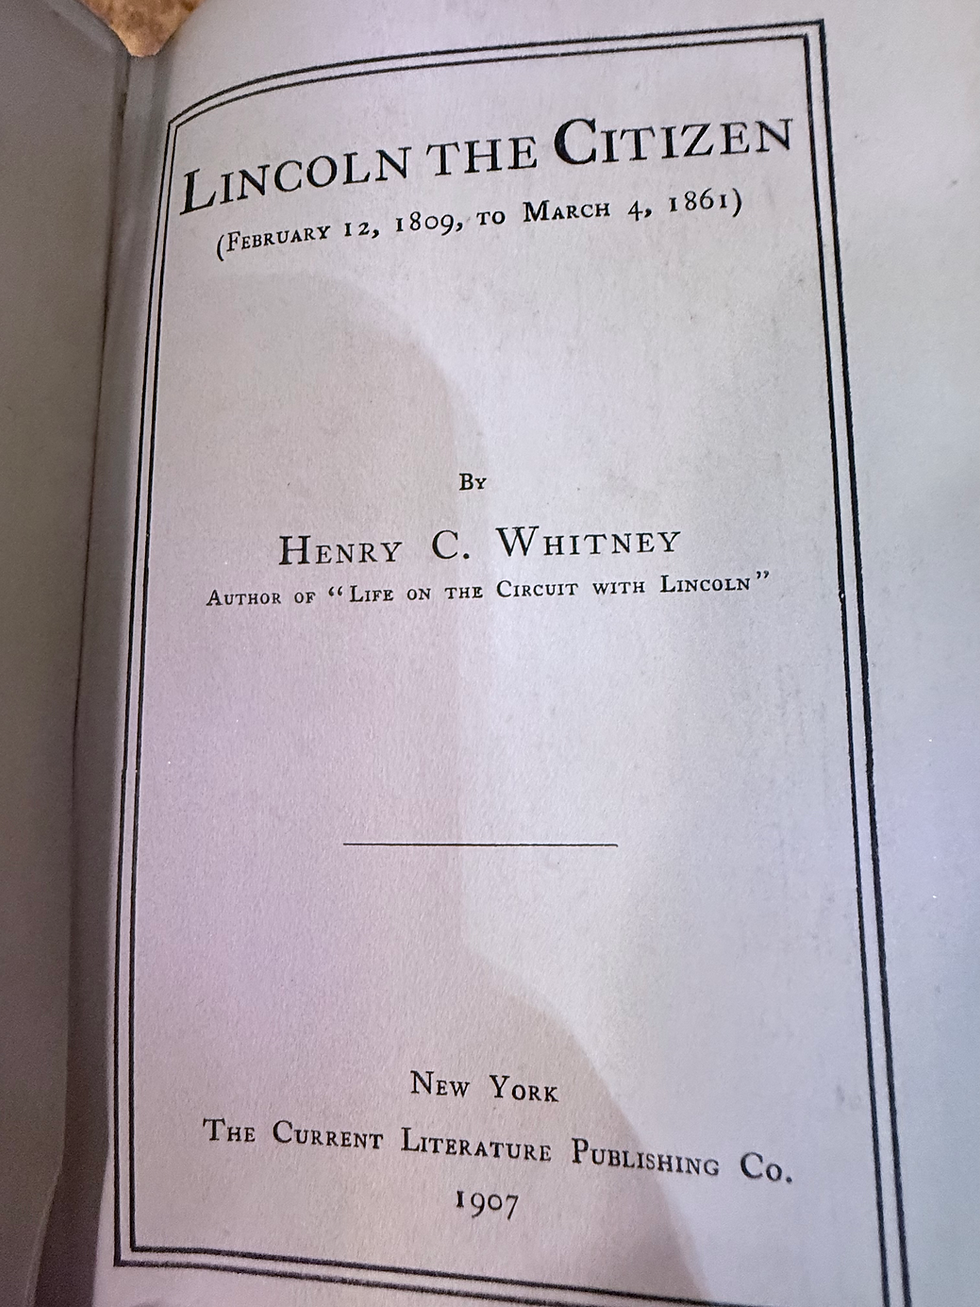 LINCOLN THE CITIZEN
(FEBRUARY 12, 1809, TO MARCH 4, 1861)
BY
HENRY C. WHITNEY
AUTHOR OF “LIFE ON THE CIRCUIT WITH LINCOLN”
NEW YORK
THE CURRENT LITERATURE PUBLISHING CO.
1907